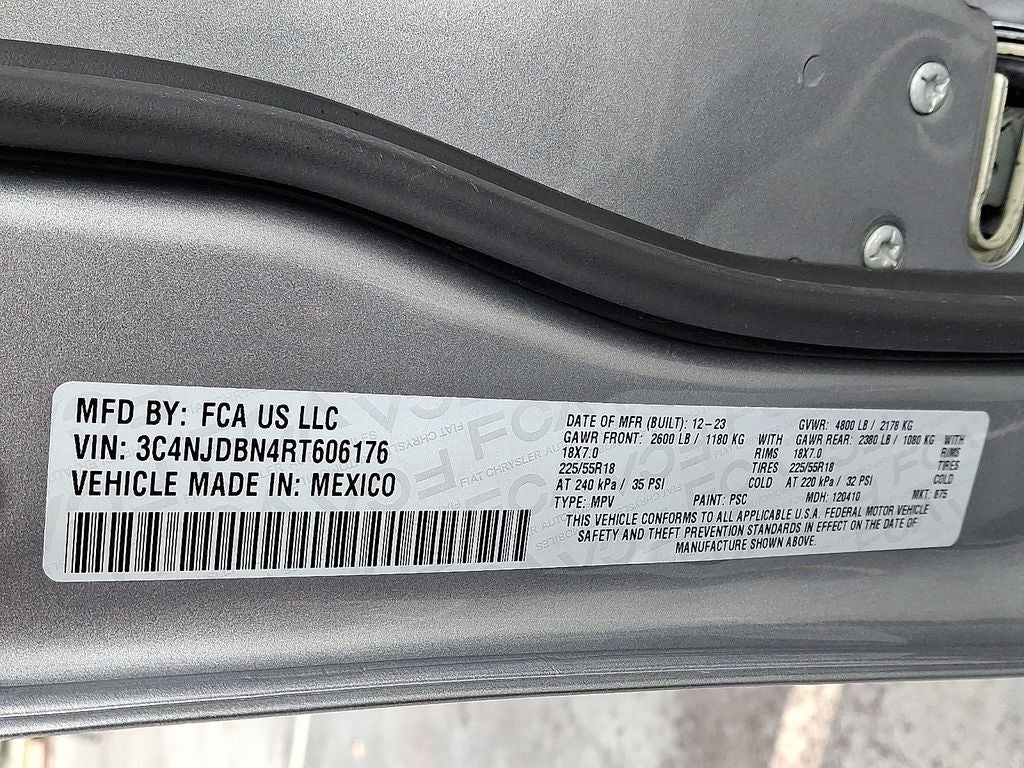 MFD BY: FCA US LLC
VIN: 3C4NJDBN4RT606176
VEHICLE MADE IN: MEXICO
DATE OF MFR (BUILT): 12-23 GVWR: 4800 LB / 2178 KG
GAWR FRONT: 2600 LB / 1180 KG WITH GAWR REAR: 2380 LB / 1080 KG WITH
18X7.0 RIMS 18X7.0 RIMS
225/55R18 TIRES 225/55R18 TIRES
AT 240 kPa / 35 PSI COLD AT 220 kPa / 32 PSI COLD
TYPE: MPV PAINT: PSC MDH: 120410 MKT: 875
THIS VEHICLE CONFORMS TO ALL APPLICABLE U.S.A. FEDERAL MOTOR VEHICLE
SAFETY AND THEFT PREVENTION STANDARDS IN EFFECT ON THE DATE OF
MANUFACTURE SHOWN ABOVE.